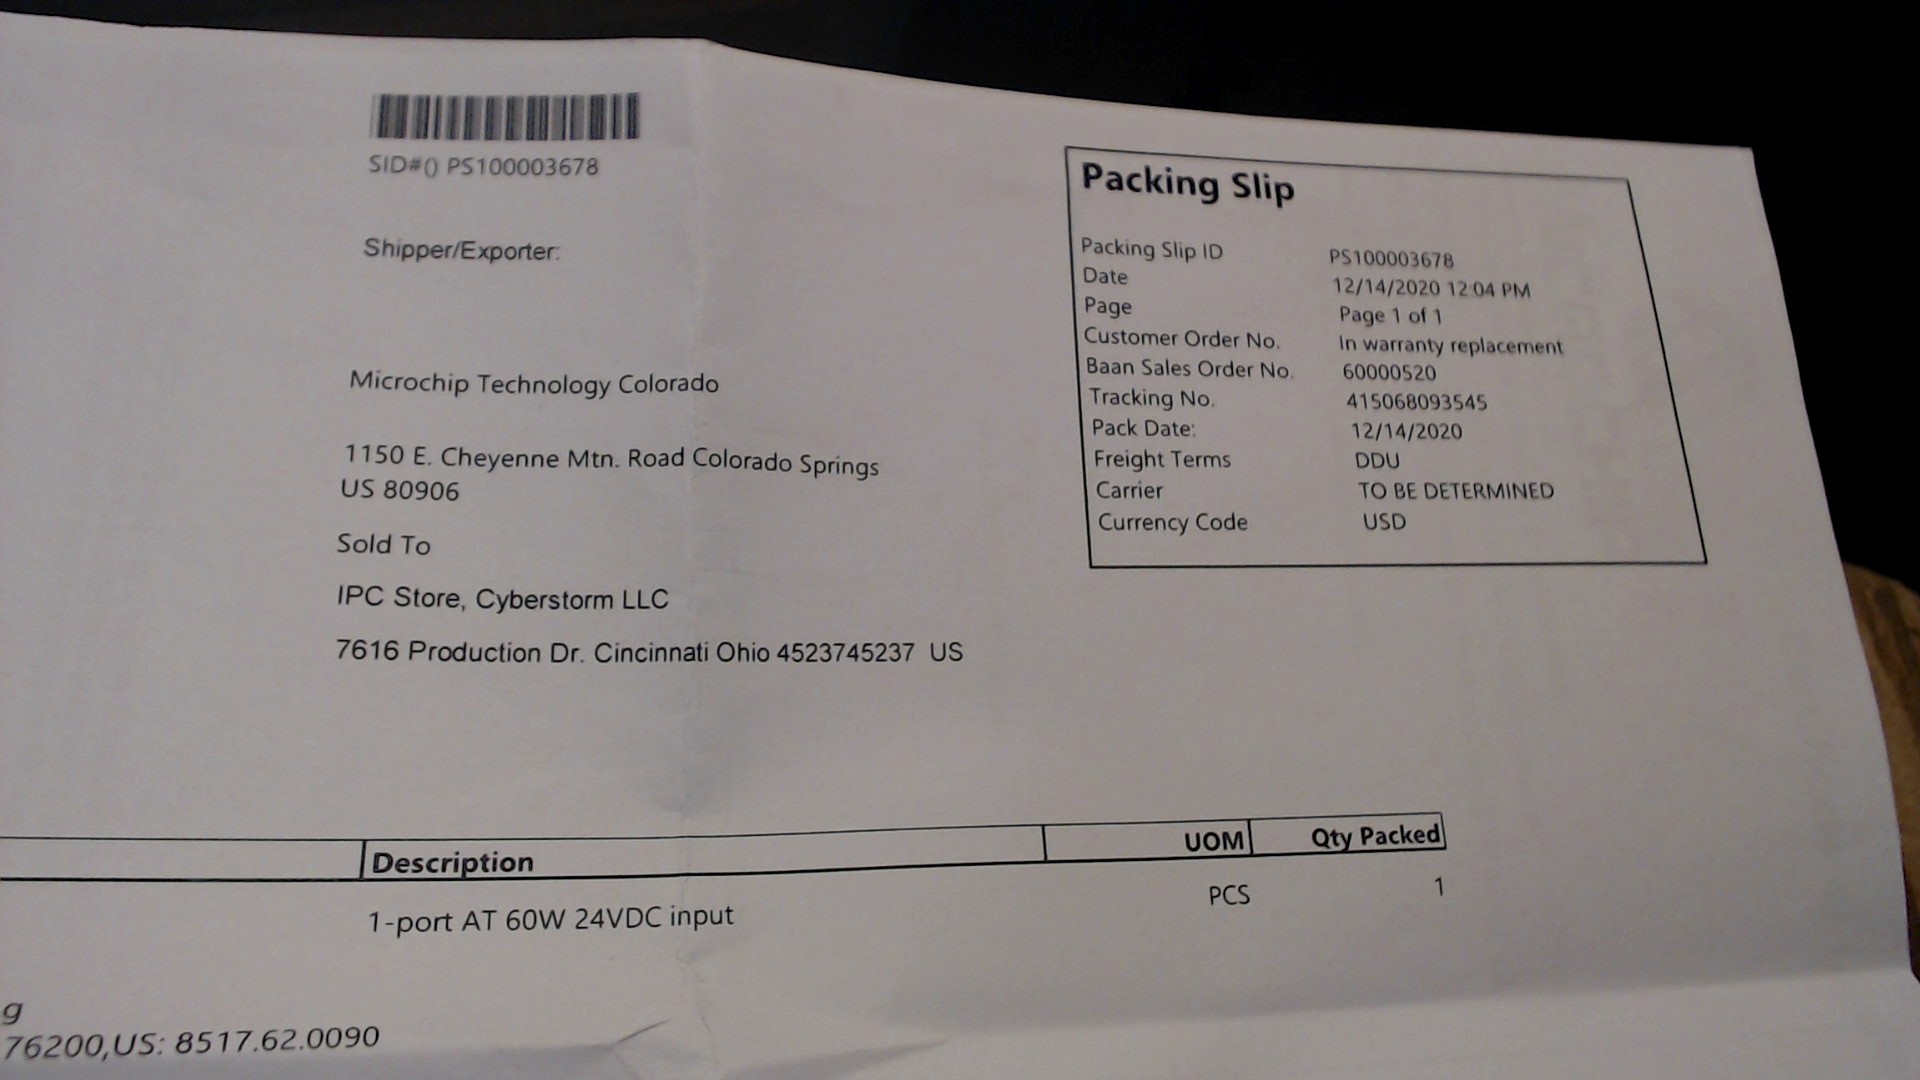 SID#() PS100003678
Shipper/Exporter:
Microchip Technology Colorado
1150 E. Cheyenne Mtn. Road Colorado Springs
US 80906
Sold To
IPC Store, Cyberstorm LLC
7616 Production Dr. Cincinnati Ohio 4523745237 US
Packing Slip
Packing Slip ID PS100003678
Date 12/14/2020 12:04 PM
Page Page 1 of 1
Customer Order No. In warranty replacement
Baan Sales Order No. 60000520
Tracking No. 415068093545
Pack Date: 12/14/2020
Freight Terms DDU
Carrier TO BE DETERMINED
Currency Code USD
Description UOM Qty Packed
1-port AT 60W 24VDC input PCS 1
g
76200,US: 8517.62.0090